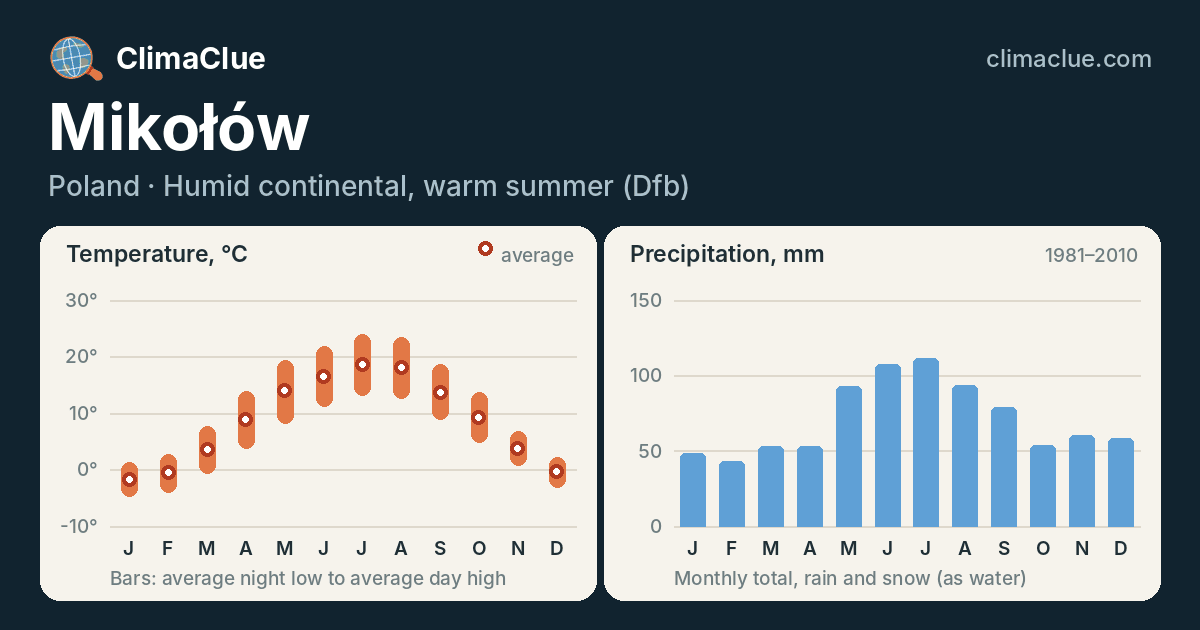 ClimaClue
climaclue.com
Mikołów
Poland · Humid continental, warm summer (Dfb)
Temperature, °C
average
30°
20°
10°
0°
-10°
J F M A M J J A S O N D
Bars: average night low to average day high
Precipitation, mm
1981–2010
150
100
50
0
J F M A M J J A S O N D
Monthly total, rain and snow (as water)